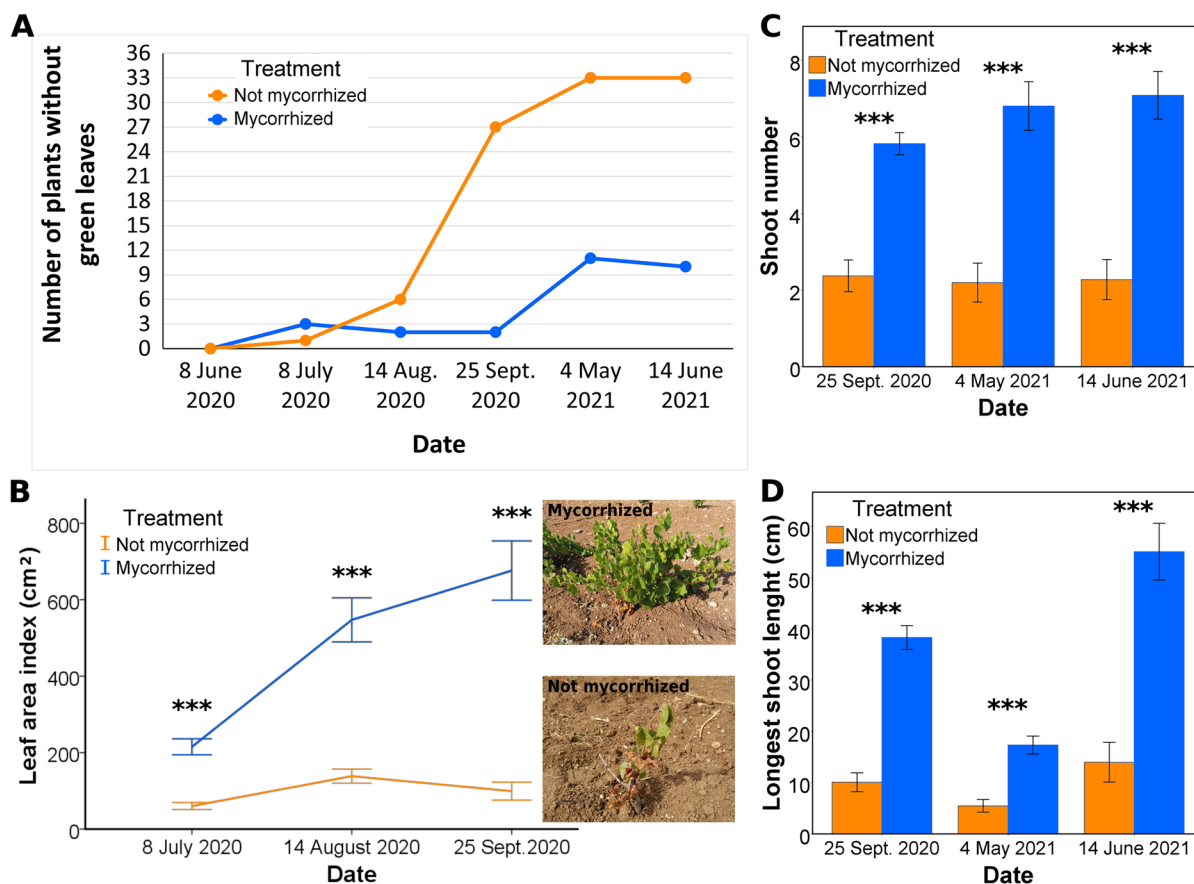 A
Number of plants without
green leaves
36
33
30
27
24
21
18
15
12
9
6
3
0
Treatment
Not mycorrhized
Mycorrhized
8 June
2020
8 July
2020
14 Aug.
2020
25 Sept.
2020
4 May
2021
14 June
2021
Date
C
Shoot number
8
6
4
2
0
Treatment
Not mycorrhized
Mycorrhized
***
***
***
25 Sept. 2020
4 May 2021
14 June 2021
Date
B
Leaf area index (cm²)
800
600
400
200
0
Treatment
Not mycorrhized
Mycorrhized
***
***
***
8 July 2020
14 August 2020
25 Sept.2020
Date
Mycorrhized
Not mycorrhized
D
Longest shoot lenght (cm)
60
50
40
30
20
10
0
Treatment
Not mycorrhized
Mycorrhized
***
***
***
25 Sept. 2020
4 May 2021
14 June 2021
Date